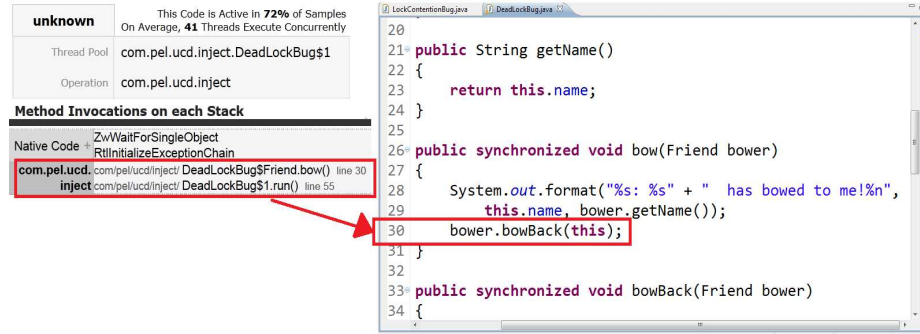 unknown
This Code is Active in 72% of Samples
On Average, 41 Threads Execute Concurrently
Thread Pool com.pel.ucd.inject.DeadLockBug$1
Operation com.pel.ucd.inject
Method Invocations on each Stack
Native Code + ZwWaitForSingleObject
RtlInitializeExceptionChain
com.pel.ucd. com/pel/ucd/inject/ DeadLockBug$Friend.bow() line 30
inject com/pel/ucd/inject/ DeadLockBug$1.run() line 55
LockContentionBug.java DeadLockBug.java
20
21 public String getName()
22 {
23 return this.name;
24 }
25
26 public synchronized void bow(Friend bower)
27 {
28 System.out.format("%s: %s" + "  has bowed to me!%n",
29 this.name, bower.getName());
30 bower.bowBack(this);
31 }
32
33 public synchronized void bowBack(Friend bower)
34 {